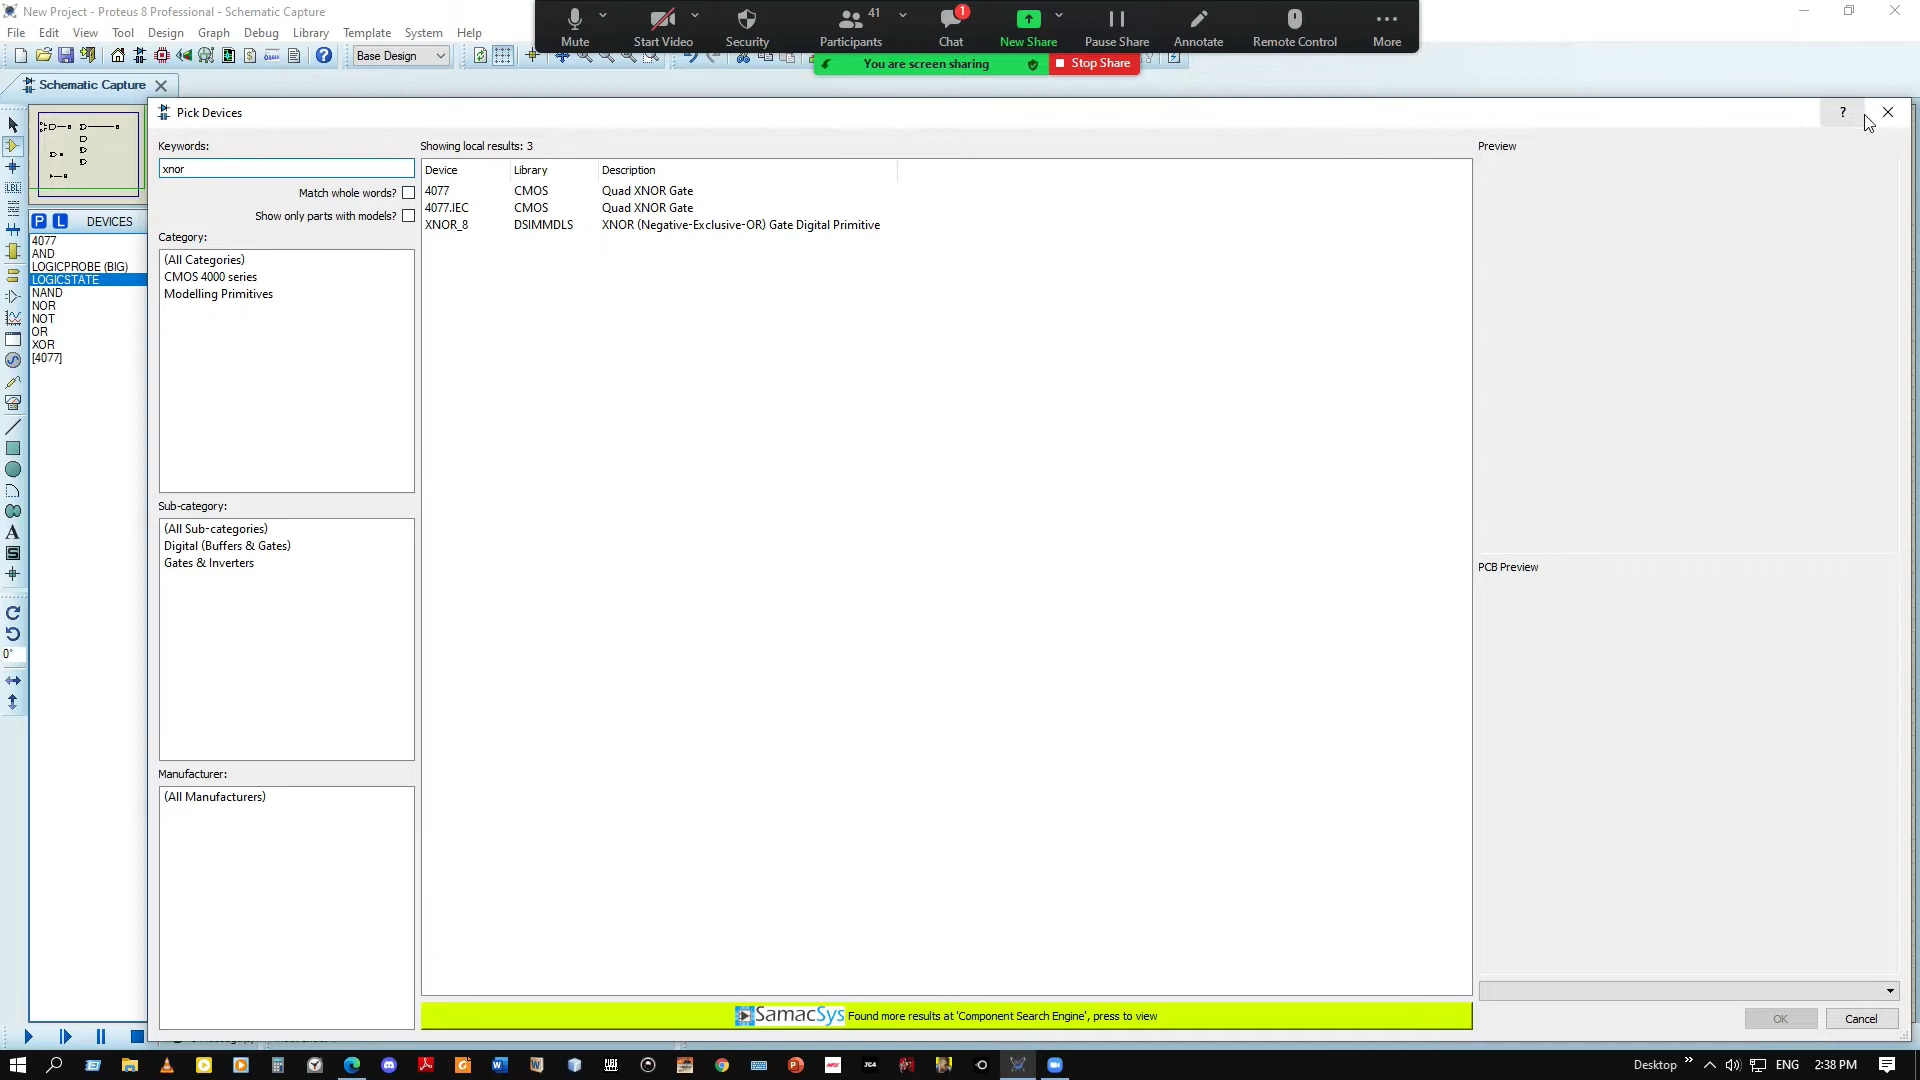 New Project - Proteus 8 Professional - Schematic Capture
File Edit View Tool Design Graph Debug Library Template System Help
Mute
Start Video
Security
41
Participants
1
Chat
New Share
Pause Share
Annotate
Remote Control
More
Base Design
You are screen sharing
Stop Share
Schematic Capture
Pick Devices
?
Keywords:
xnor
Match whole words?
Show only parts with models?
Category:
(All Categories)
CMOS 4000 series
Modelling Primitives
Sub-category:
(All Sub-categories)
Digital (Buffers & Gates)
Gates & Inverters
Manufacturer:
(All Manufacturers)
Showing local results: 3
Device Library Description
4077 CMOS Quad XNOR Gate
4077.IEC CMOS Quad XNOR Gate
XNOR_8 DSIMMDLS XNOR (Negative-Exclusive-OR) Gate Digital Primitive
Preview
PCB Preview
P L DEVICES
4077
AND
LOGICPROBE (BIG)
LOGICSTATE
NAND
NOR
NOT
OR
XOR
[4077]
LBL
A
S
0°
SamacSys Found more results at 'Component Search Engine', press to view
OK
Cancel
Desktop
ENG
2:38 PM